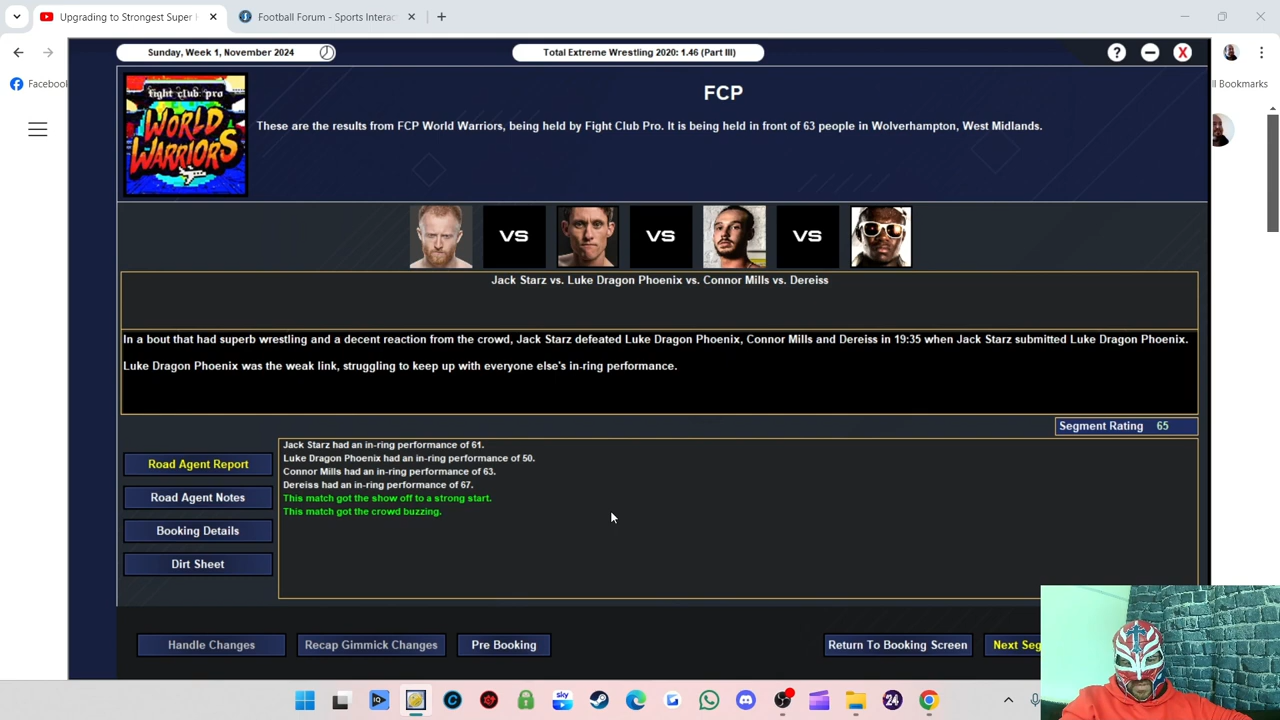 Upgrading to Strongest Super
Football Forum - Sports Interac
Sunday, Week 1, November 2024
Total Extreme Wrestling 2020: 1.46 (Part III)
?
X
Facebook
ll Bookmarks
fight club pro
WORLD
WARRIORS
FCP
These are the results from FCP World Warriors, being held by Fight Club Pro. It is being held in front of 63 people in Wolverhampton, West Midlands.
VS
VS
VS
Jack Starz vs. Luke Dragon Phoenix vs. Connor Mills vs. Dereiss
In a bout that had superb wrestling and a decent reaction from the crowd, Jack Starz defeated Luke Dragon Phoenix, Connor Mills and Dereiss in 19:35 when Jack Starz submitted Luke Dragon Phoenix.
Luke Dragon Phoenix was the weak link, struggling to keep up with everyone else's in-ring performance.
Segment Rating 65
Road Agent Report
Road Agent Notes
Booking Details
Dirt Sheet
Jack Starz had an in-ring performance of 61.
Luke Dragon Phoenix had an in-ring performance of 50.
Connor Mills had an in-ring performance of 63.
Dereiss had an in-ring performance of 67.
This match got the show off to a strong start.
This match got the crowd buzzing.
Handle Changes
Recap Gimmick Changes
Pre Booking
Return To Booking Screen
Next Seg
sky
24